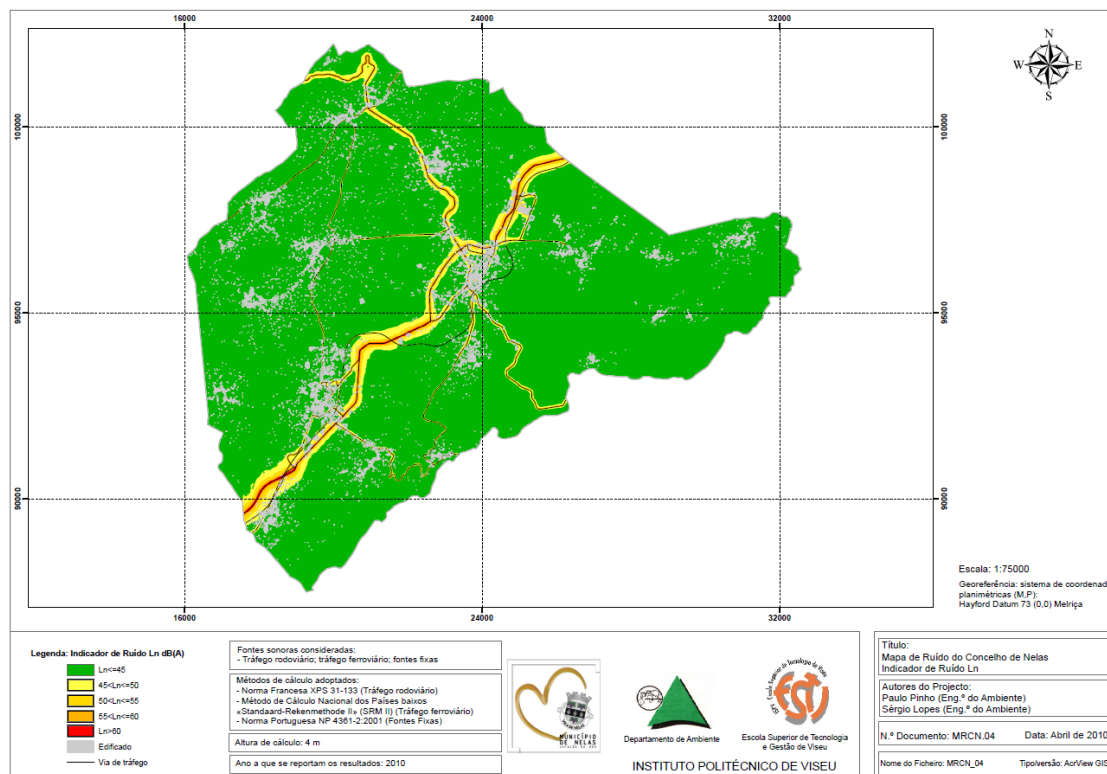 16000 24000 32000
N
W E
S
100000 100000
95000 95000
90000 90000
16000 24000 32000
Escala: 1:75000
Georeferência: sistema de coordenad
planimétricas (M.P):
Hayford Datum 73 (0,0) Melriça
Legenda: Indicador de Ruído Ln dB(A)
Ln<=45
45<Ln<=50
50<Ln<=55
55<Ln<=60
Ln>60
Edificado
Via de tráfego
Fontes sonoras consideradas:
- Tráfego rodoviário; tráfego ferroviário; fontes fixas
Métodos de cálculo adoptados:
- Norma Francesa XPS 31-133 (Tráfego rodoviário)
- Método de Cálculo Nacional dos Países baixos
«Standaard-Rekenmethode II» (SRM II) (Tráfego ferroviário)
- Norma Portuguesa NP 4361-2:2001 (Fontes Fixas)
Altura de cálculo: 4 m
Ano a que se reportam os resultados: 2010
MUNICÍPIO
DE NELAS
Departamento de Ambiente
Escola Superior de Tecnologia
e Gestão de Viseu
INSTITUTO POLITÉCNICO DE VISEU
Título:
Mapa de Ruído do Concelho de Nelas
Indicador de Ruído Ln
Autores do Projecto:
Paulo Pinho (Eng.º do Ambiente)
Sérgio Lopes (Eng.º do Ambiente)
N.º Documento: MRCN.04 Data: Abril de 2010
Nome do Ficheiro: MRCN_04 Tipo/versão: AcrView GIS